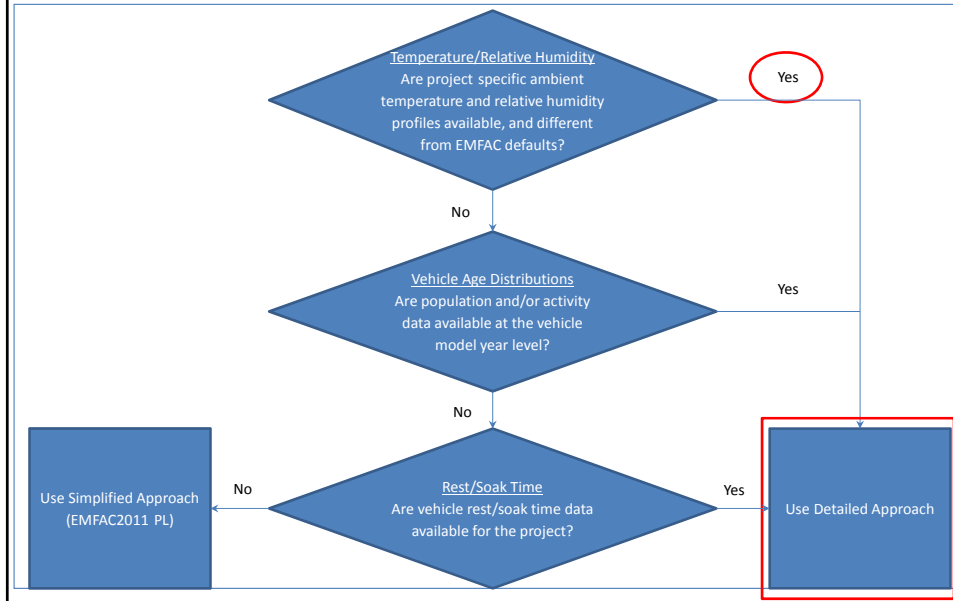 Temperature/Relative Humidity
Are project specific ambient
temperature and relative humidity
profiles available, and different
from EMFAC defaults?
Yes
No
Vehicle Age Distributions
Are population and/or activity
data available at the vehicle
model year level?
Yes
No
Use Simplified Approach
(EMFAC2011 PL)
No
Rest/Soak Time
Are vehicle rest/soak time data
available for the project?
Yes
Use Detailed Approach